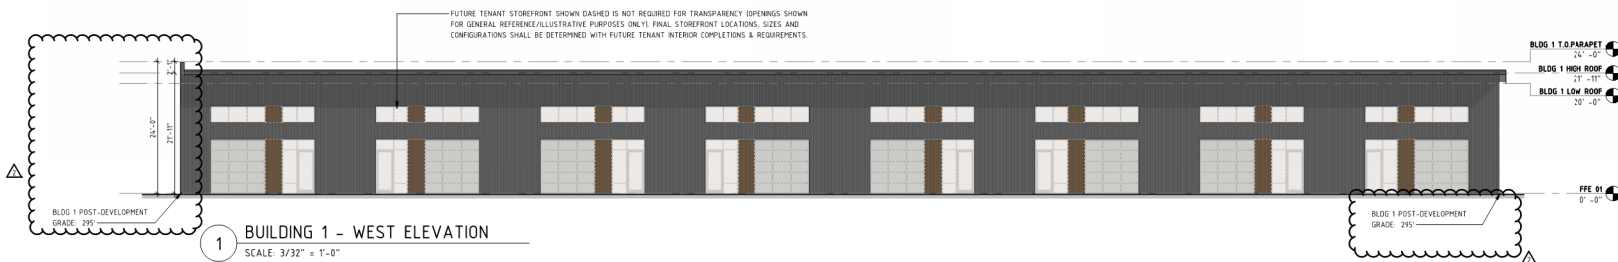 FUTURE TENANT STOREFRONT SHOWN DASHED IS NOT REQUIRED FOR TRANSPARENCY (OPENINGS SHOWN
FOR GENERAL REFERENCE/ILLUSTRATIVE PURPOSES ONLY). FINAL STOREFRONT LOCATIONS, SIZES AND
CONFIGURATIONS SHALL BE DETERMINED WITH FUTURE TENANT INTERIOR COMPLETIONS & REQUIREMENTS.
BLDG 1 T.O.PARAPET
24' -0"
BLDG 1 HIGH ROOF
21' -11"
BLDG 1 LOW ROOF
20' -0"
2'-1"
24'-0"
21'-11"
FFE 01
0' -0"
BLDG 1 POST-DEVELOPMENT
GRADE: 295'
BLDG 1 POST-DEVELOPMENT
GRADE: 295'
1
BUILDING 1 - WEST ELEVATION
SCALE: 3/32" = 1'-0"